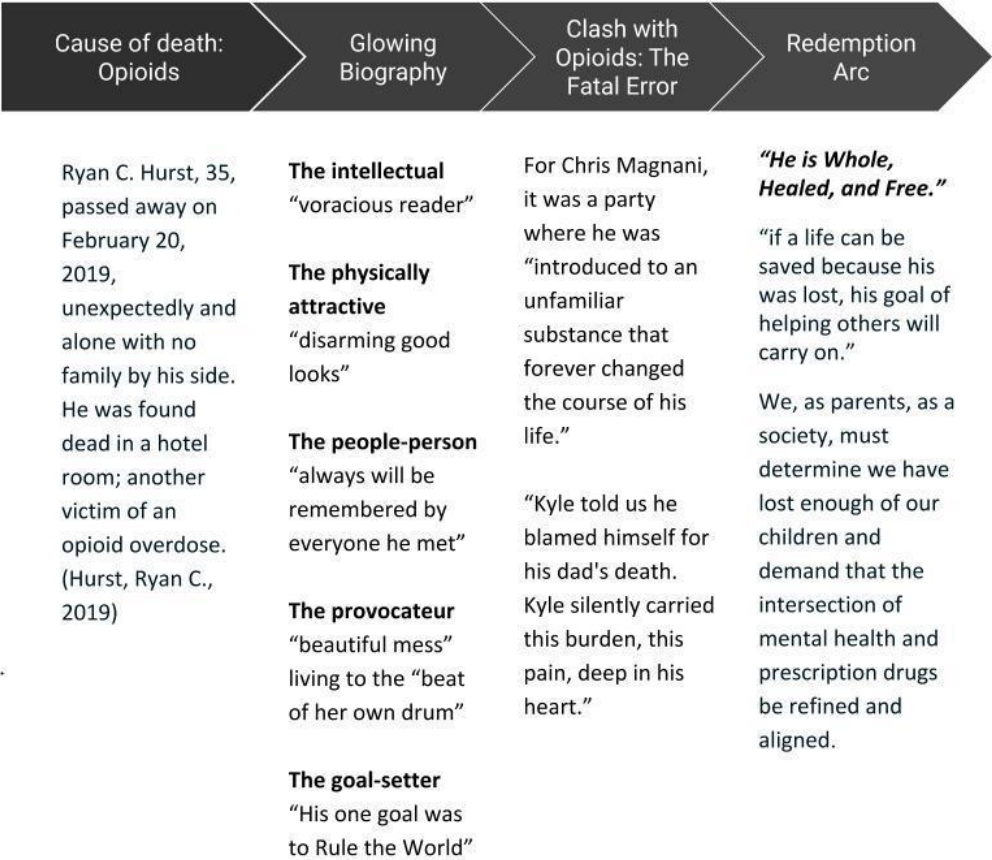 Cause of death:
Opioids
Glowing
Biography
Clash with
Opioids: The
Fatal Error
Redemption
Arc
Ryan C. Hurst, 35,
passed away on
February 20,
2019,
unexpectedly and
alone with no
family by his side.
He was found
dead in a hotel
room; another
victim of an
opioid overdose.
(Hurst, Ryan C.,
2019)
The intellectual
“voracious reader”
The physically
attractive
“disarming good
looks”
The people-person
“always will be
remembered by
everyone he met”
The provocateur
“beautiful mess”
living to the “beat
of her own drum”
The goal-setter
“His one goal was
to Rule the World”
For Chris Magnani,
it was a party
where he was
“introduced to an
unfamiliar
substance that
forever changed
the course of his
life.”
“Kyle told us he
blamed himself for
his dad's death.
Kyle silently carried
this burden, this
pain, deep in his
heart.”
“He is Whole,
Healed, and Free.”
“if a life can be
saved because his
was lost, his goal of
helping others will
carry on.”
We, as parents, as a
society, must
determine we have
lost enough of our
children and
demand that the
intersection of
mental health and
prescription drugs
be refined and
aligned.